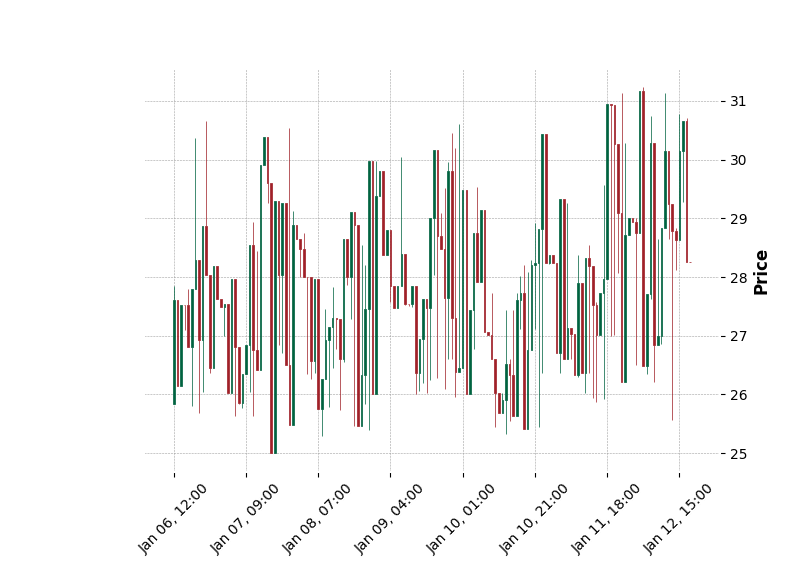 31
30
29
28
27
26
25
Price
Jan 06, 12:00
Jan 07, 09:00
Jan 08, 07:00
Jan 09, 04:00
Jan 10, 01:00
Jan 10, 21:00
Jan 11, 18:00
Jan 12, 15:00